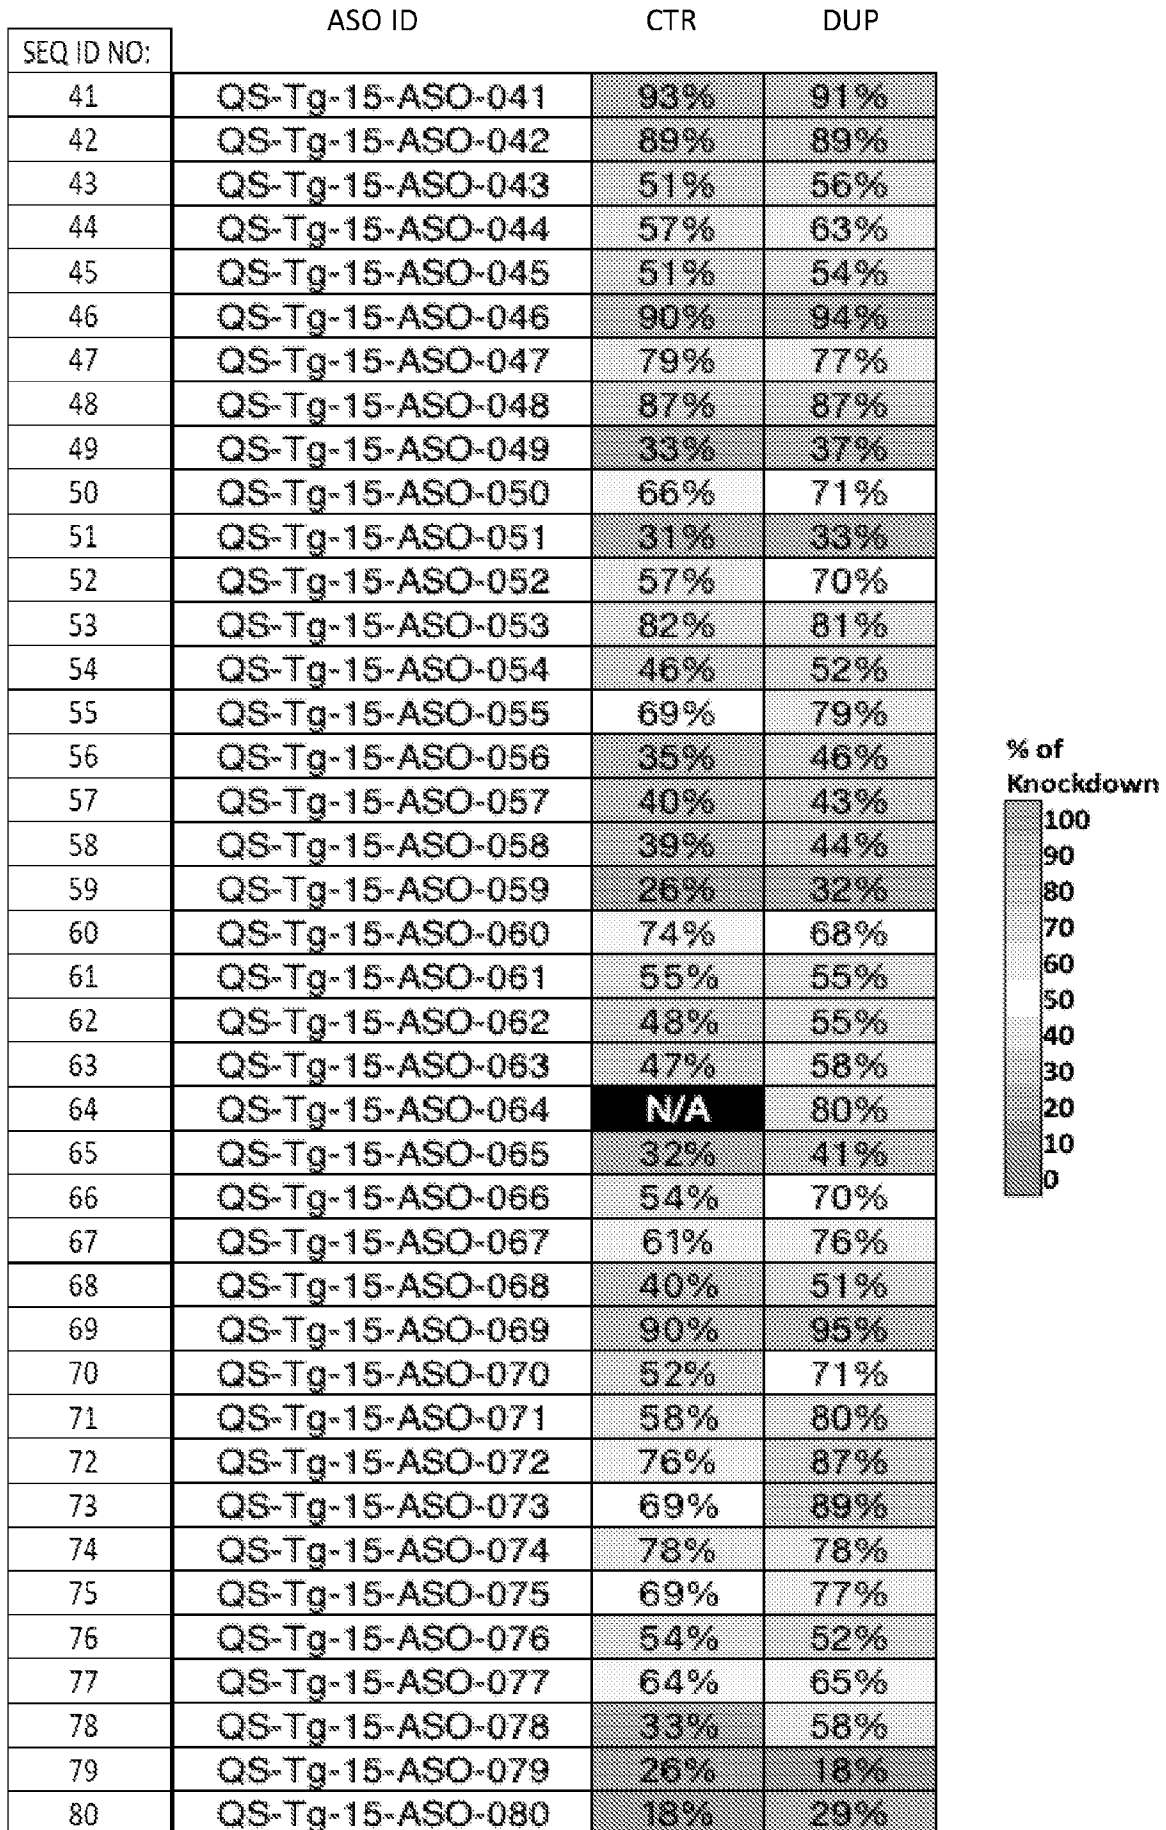 ASO ID CTR DUP
SEQ ID NO:
41 QS-Tg-15-ASO-041 93% 91%
42 QS-Tg-15-ASO-042 89% 89%
43 QS-Tg-15-ASO-043 51% 56%
44 QS-Tg-15-ASO-044 57% 63%
45 QS-Tg-15-ASO-045 51% 54%
46 QS-Tg-15-ASO-046 90% 94%
47 QS-Tg-15-ASO-047 79% 77%
48 QS-Tg-15-ASO-048 87% 87%
49 QS-Tg-15-ASO-049 33% 37%
50 QS-Tg-15-ASO-050 66% 71%
51 QS-Tg-15-ASO-051 31% 33%
52 QS-Tg-15-ASO-052 57% 70%
53 QS-Tg-15-ASO-053 82% 81%
54 QS-Tg-15-ASO-054 46% 52%
55 QS-Tg-15-ASO-055 69% 79%
56 QS-Tg-15-ASO-056 35% 46%
57 QS-Tg-15-ASO-057 40% 43%
58 QS-Tg-15-ASO-058 39% 44%
59 QS-Tg-15-ASO-059 26% 32%
60 QS-Tg-15-ASO-060 74% 68%
61 QS-Tg-15-ASO-061 55% 55%
62 QS-Tg-15-ASO-062 48% 55%
63 QS-Tg-15-ASO-063 47% 58%
64 QS-Tg-15-ASO-064 N/A 80%
65 QS-Tg-15-ASO-065 32% 41%
66 QS-Tg-15-ASO-066 54% 70%
67 QS-Tg-15-ASO-067 61% 76%
68 QS-Tg-15-ASO-068 40% 51%
69 QS-Tg-15-ASO-069 90% 95%
70 QS-Tg-15-ASO-070 52% 71%
71 QS-Tg-15-ASO-071 58% 80%
72 QS-Tg-15-ASO-072 76% 87%
73 QS-Tg-15-ASO-073 69% 89%
74 QS-Tg-15-ASO-074 78% 78%
75 QS-Tg-15-ASO-075 69% 77%
76 QS-Tg-15-ASO-076 54% 52%
77 QS-Tg-15-ASO-077 64% 65%
78 QS-Tg-15-ASO-078 33% 58%
79 QS-Tg-15-ASO-079 26% 18%
80 QS-Tg-15-ASO-080 18% 29%
% of
Knockdown
100
90
80
70
60
50
40
30
20
10
0